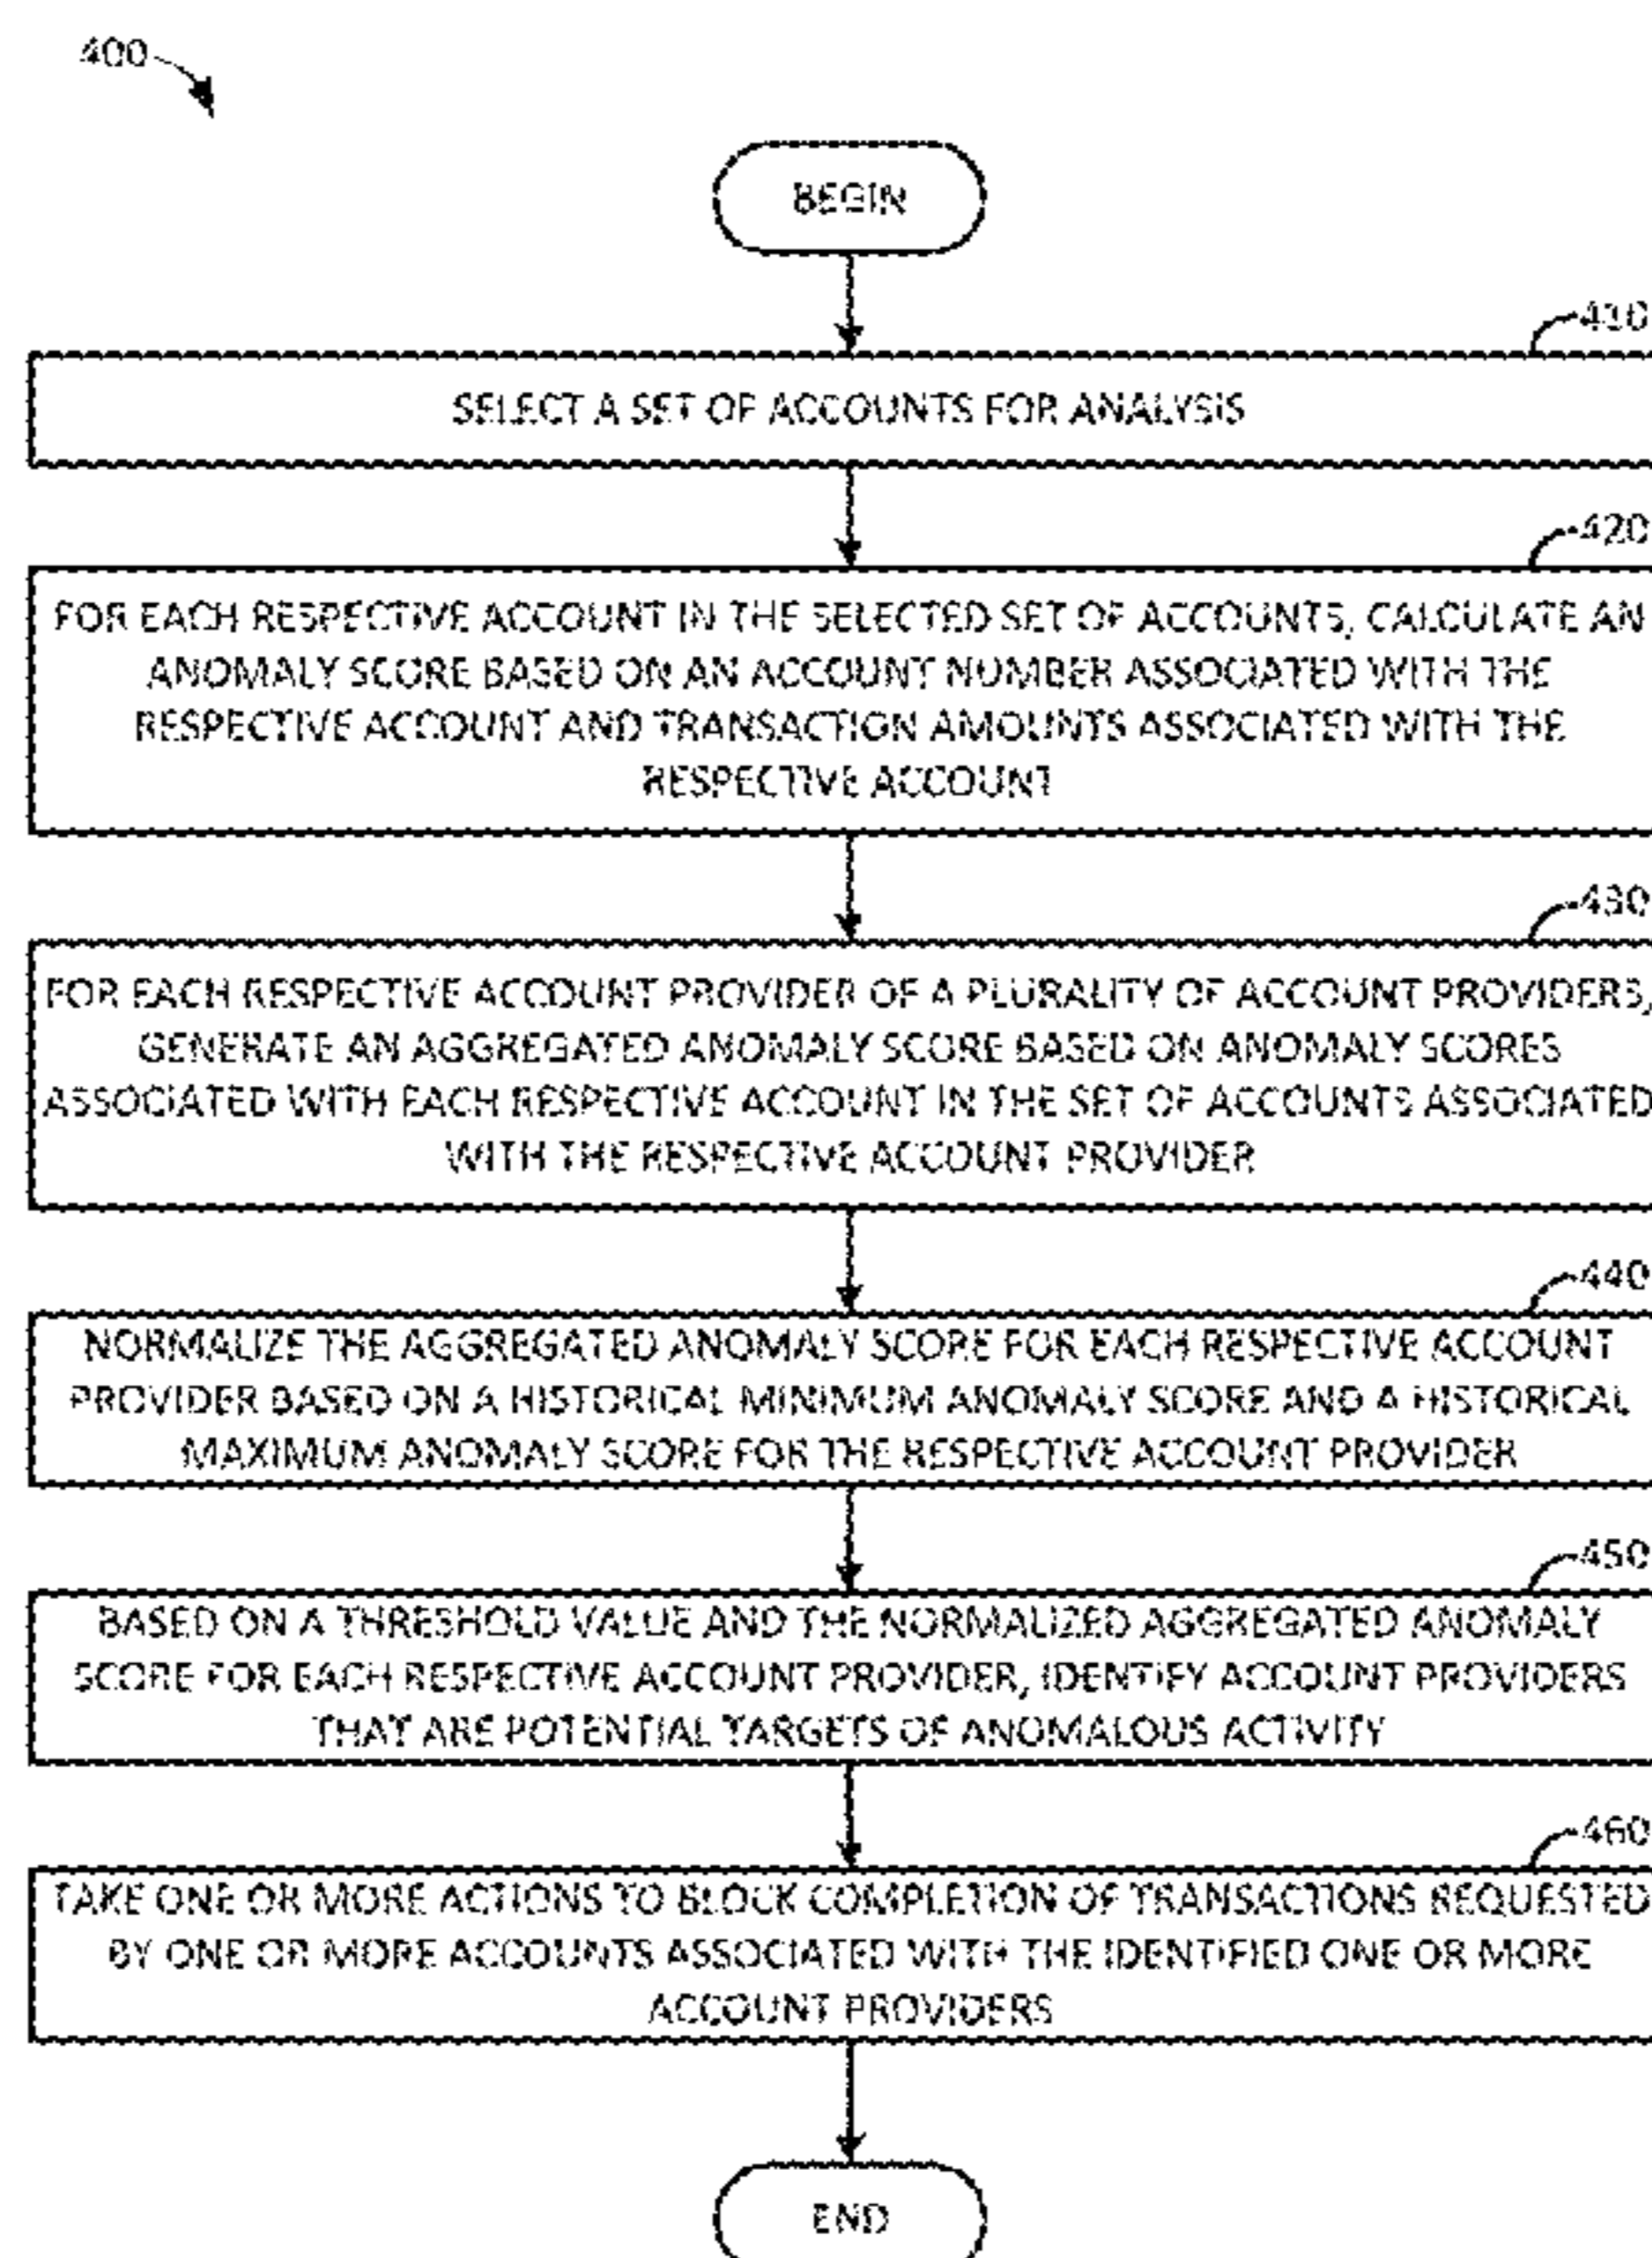 400
BEGIN
410
SELECT A SET OF ACCOUNTS FOR ANALYSIS
420
FOR EACH RESPECTIVE ACCOUNT IN THE SELECTED SET OF ACCOUNTS, CALCULATE AN
ANOMALY SCORE BASED ON AN ACCOUNT NUMBER ASSOCIATED WITH THE
RESPECTIVE ACCOUNT AND TRANSACTION AMOUNTS ASSOCIATED WITH THE
RESPECTIVE ACCOUNT
430
FOR EACH RESPECTIVE ACCOUNT PROVIDER OF A PLURALITY OF ACCOUNT PROVIDERS,
GENERATE AN AGGREGATED ANOMALY SCORE BASED ON ANOMALY SCORES
ASSOCIATED WITH EACH RESPECTIVE ACCOUNT IN THE SET OF ACCOUNTS ASSOCIATED
WITH THE RESPECTIVE ACCOUNT PROVIDER
440
NORMALIZE THE AGGREGATED ANOMALY SCORE FOR EACH RESPECTIVE ACCOUNT
PROVIDER BASED ON A HISTORICAL MINIMUM ANOMALY SCORE AND A HISTORICAL
MAXIMUM ANOMALY SCORE FOR THE RESPECTIVE ACCOUNT PROVIDER
450
BASED ON A THRESHOLD VALUE AND THE NORMALIZED AGGREGATED ANOMALY
SCORE FOR EACH RESPECTIVE ACCOUNT PROVIDER, IDENTIFY ACCOUNT PROVIDERS
THAT ARE POTENTIAL TARGETS OF ANOMALOUS ACTIVITY
460
TAKE ONE OR MORE ACTIONS TO BLOCK COMPLETION OF TRANSACTIONS REQUESTED
BY ONE OR MORE ACCOUNTS ASSOCIATED WITH THE IDENTIFIED ONE OR MORE
ACCOUNT PROVIDERS
END